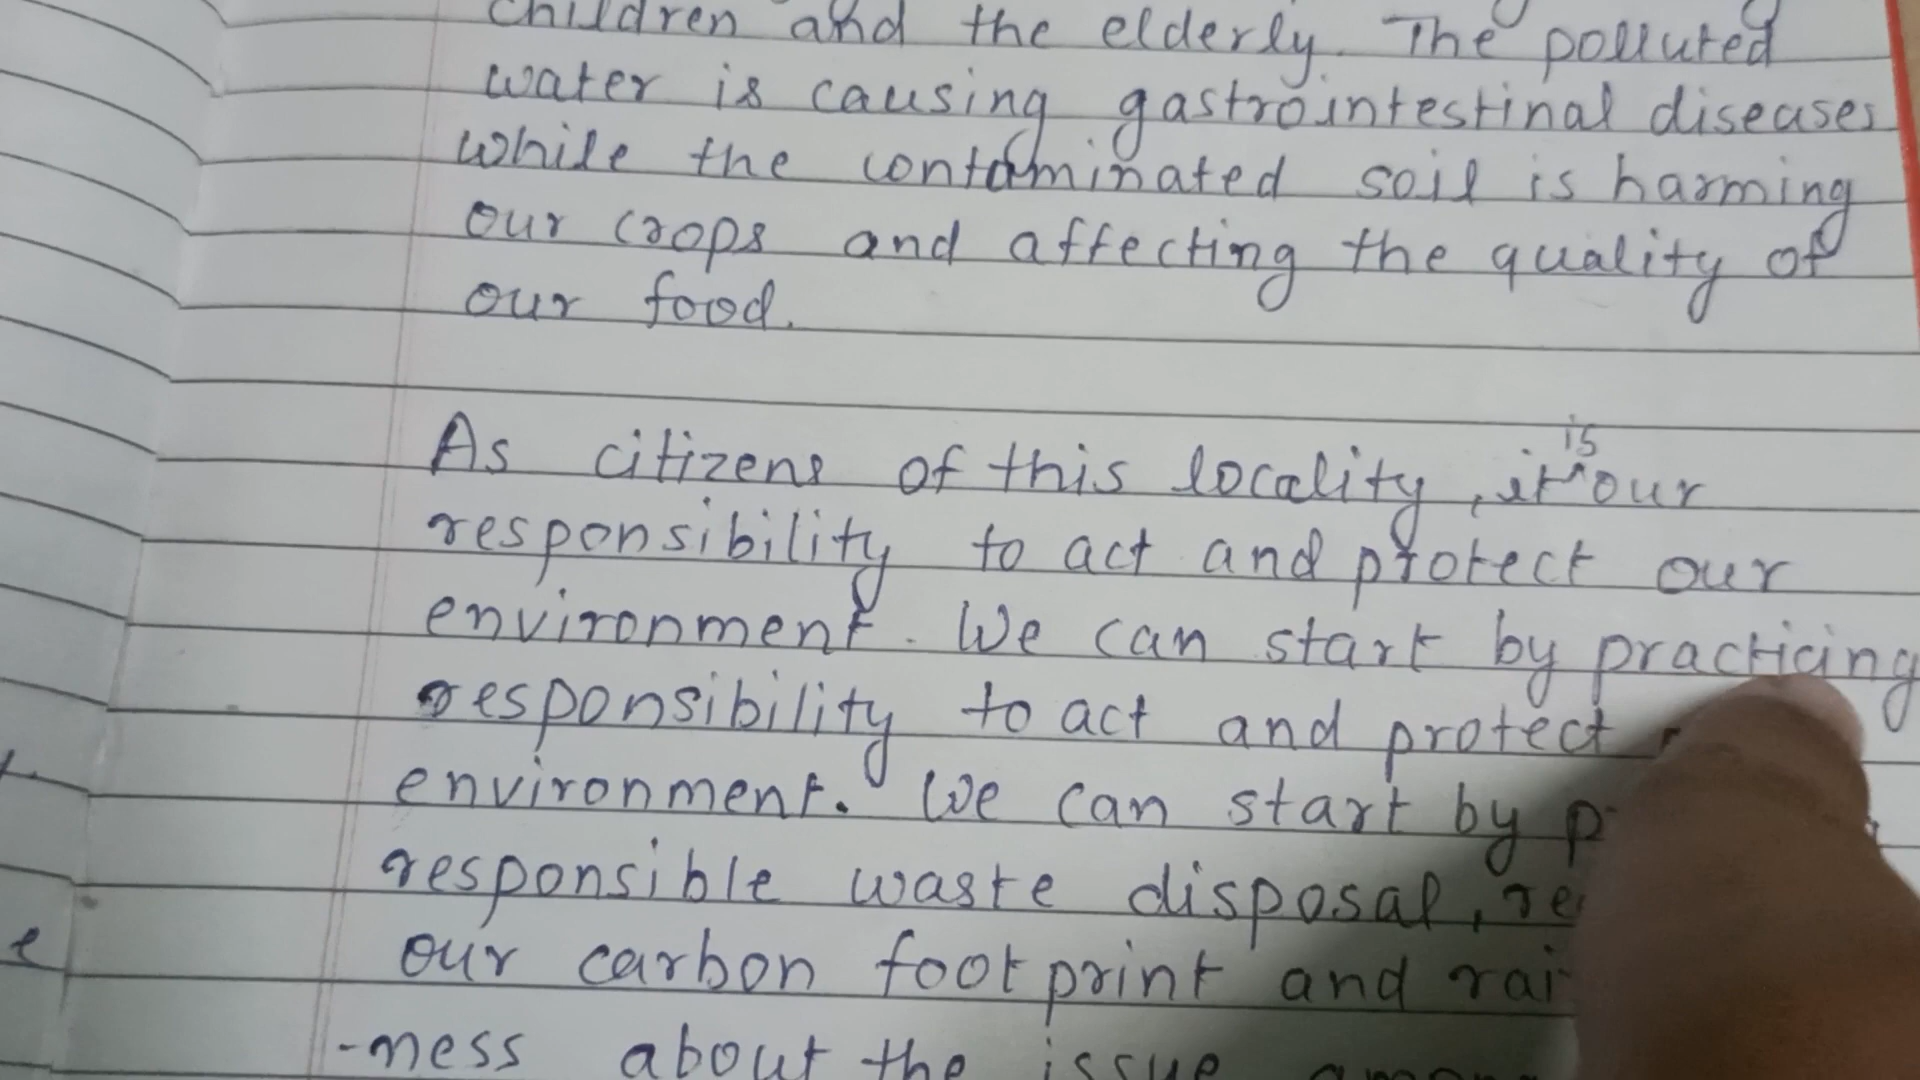 children and the elderly. The polluted
water is causing gastrointestinal diseases
while the contaminated soil is harming
our crops and affecting the quality of
our food.
As citizens of this locality, it is our
responsibility to act and protect our
environment. We can start by practicing
responsibility to act and protect
environment. We can start by
responsible waste disposal,
our carbon footprint and
-ness about the issue